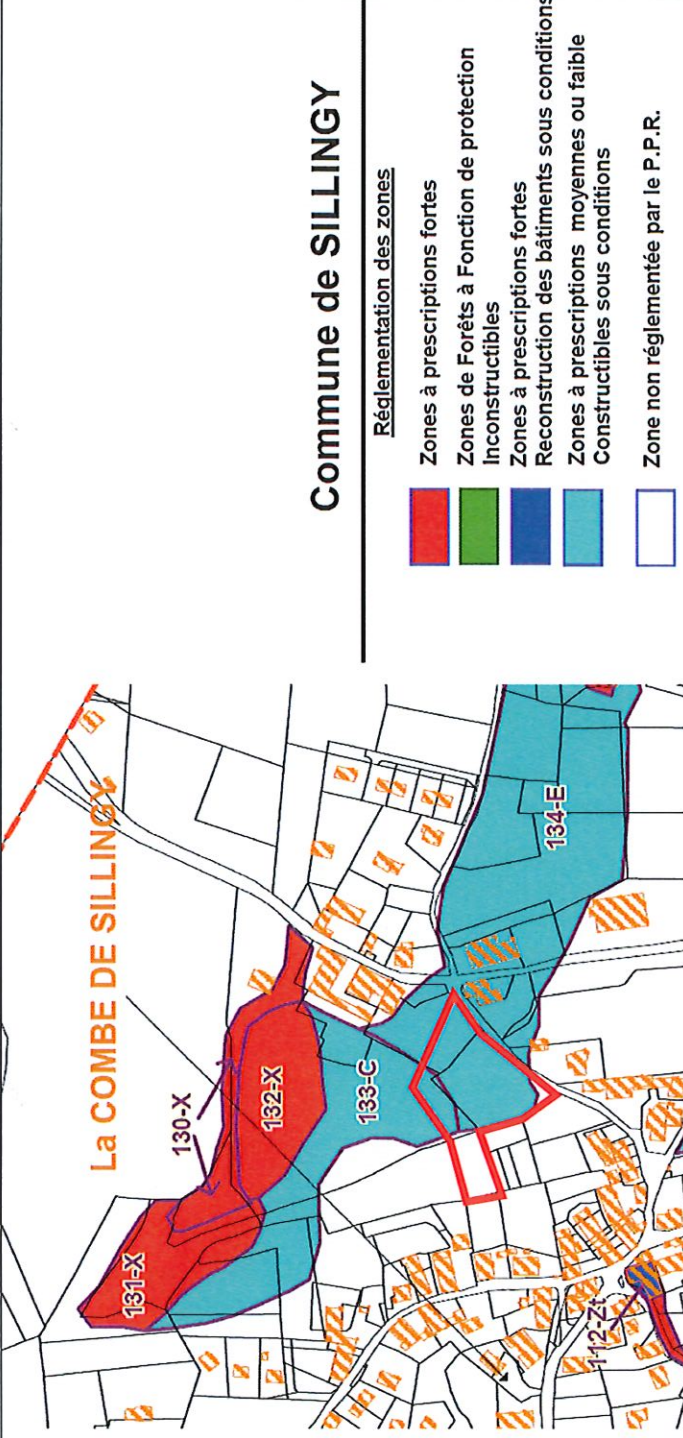 Commune de SILLINGY
Réglementation des zones
Zones à prescriptions fortes
Zones de Forêts à Fonction de protection
Inconstructibles
Zones à prescriptions fortes
Reconstruction des bâtiments sous conditions
Zones à prescriptions moyennes ou faible
Constructibles sous conditions
Zone non réglementée par le P.P.R.
La COMBE DE SILLINGY
130-X
131-X
132-X
133-C
134-E
112-Zt